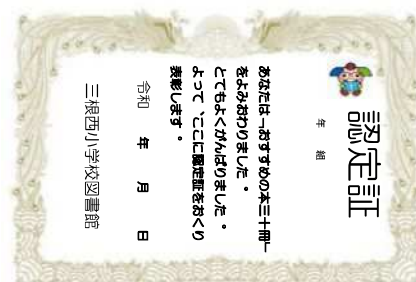 認定証
年　組
あなたは「おすすめの本三十冊」
をよみおわりました。
とてもよくがんばりました。
よって、ここに認定証をおくり
表彰します。
令和　年　月　日
三根西小学校図書館